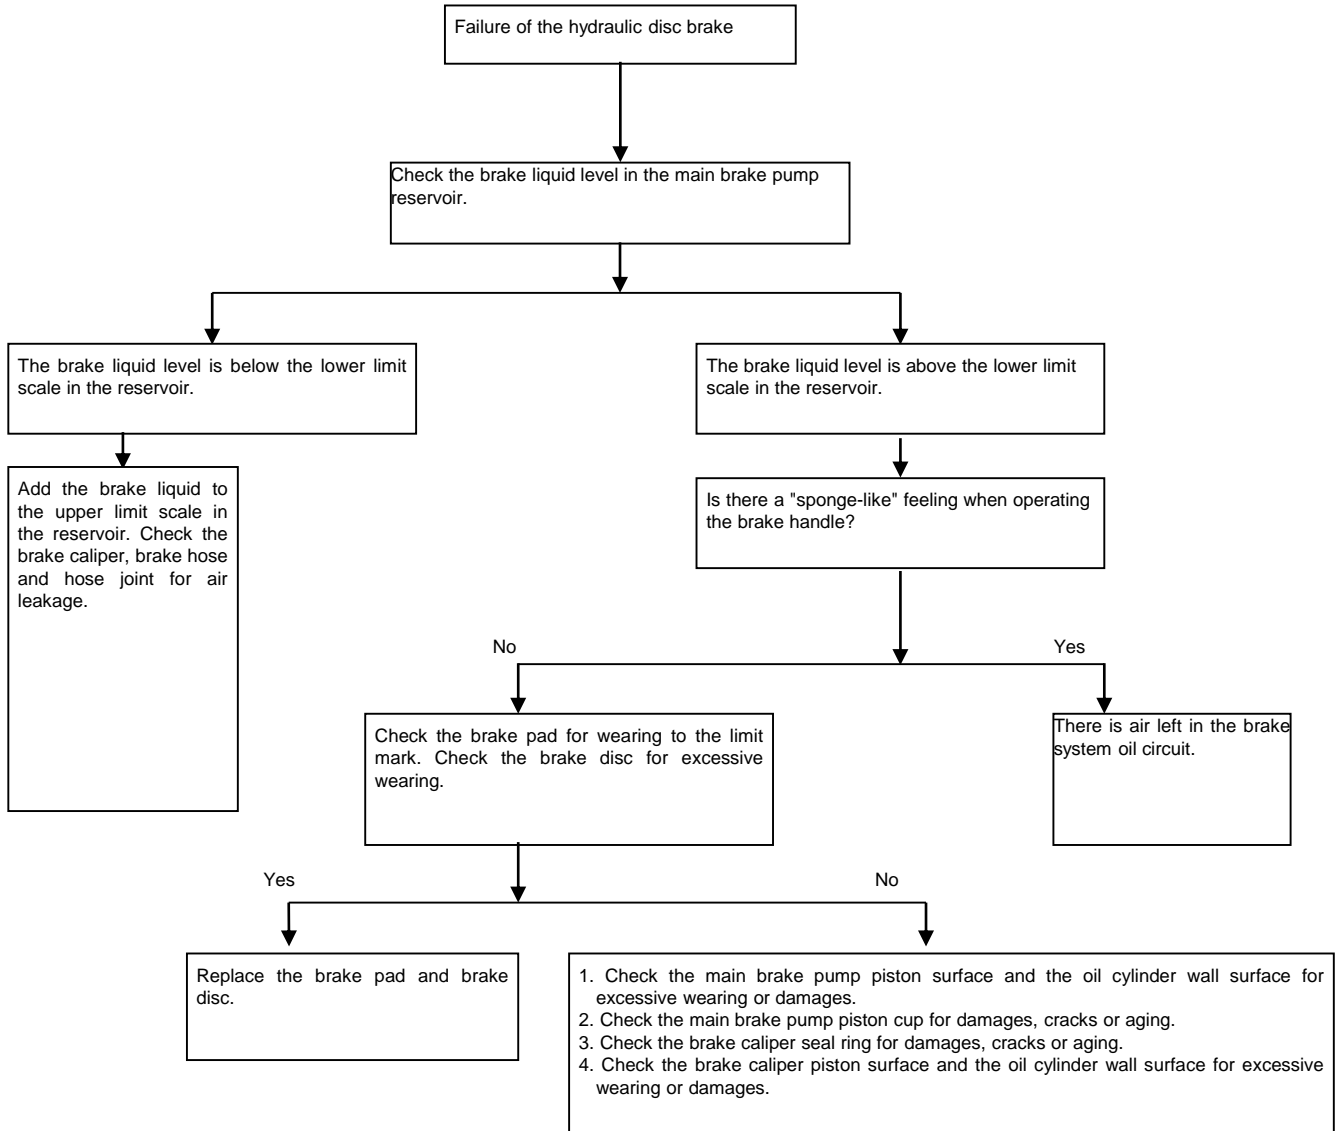 Failure of the hydraulic disc brake
Check the brake liquid level in the main brake pump
reservoir.
The brake liquid level is below the lower limit
scale in the reservoir.
The brake liquid level is above the lower limit
scale in the reservoir.
Add the brake liquid to
the upper limit scale in
the reservoir. Check the
brake caliper, brake hose
and hose joint for air
leakage.
Is there a "sponge-like" feeling when operating
the brake handle?
No
Yes
Check the brake pad for wearing to the limit
mark. Check the brake disc for excessive
wearing.
There is air left in the brake
system oil circuit.
Yes
No
Replace the brake pad and brake
disc.
1. Check the main brake pump piston surface and the oil cylinder wall surface for
excessive wearing or damages.
2. Check the main brake pump piston cup for damages, cracks or aging.
3. Check the brake caliper seal ring for damages, cracks or aging.
4. Check the brake caliper piston surface and the oil cylinder wall surface for excessive
wearing or damages.